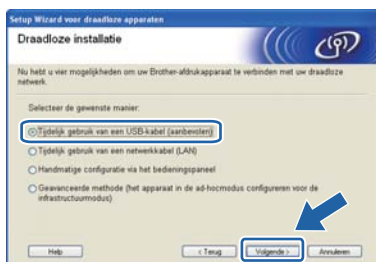 Setup Wizard voor draadloze apparaten
Draadloze installatie
Nu hebt u vier mogelijkheden om uw Brother-afdrukapparaat te verbinden met uw draadloze
netwerk.
Selecteer de gewenste manier:
Tijdelijk gebruik van een USB-kabel (aanbevolen)
Tijdelijk gebruik van een netwerkkabel (LAN)
Handmatige configuratie via het bedieningspaneel
Geavanceerde methode (het apparaat in de ad-hocmodus configureren voor de
infrastructuurmodus)
Help
< Terug
Volgende >
Annuleren